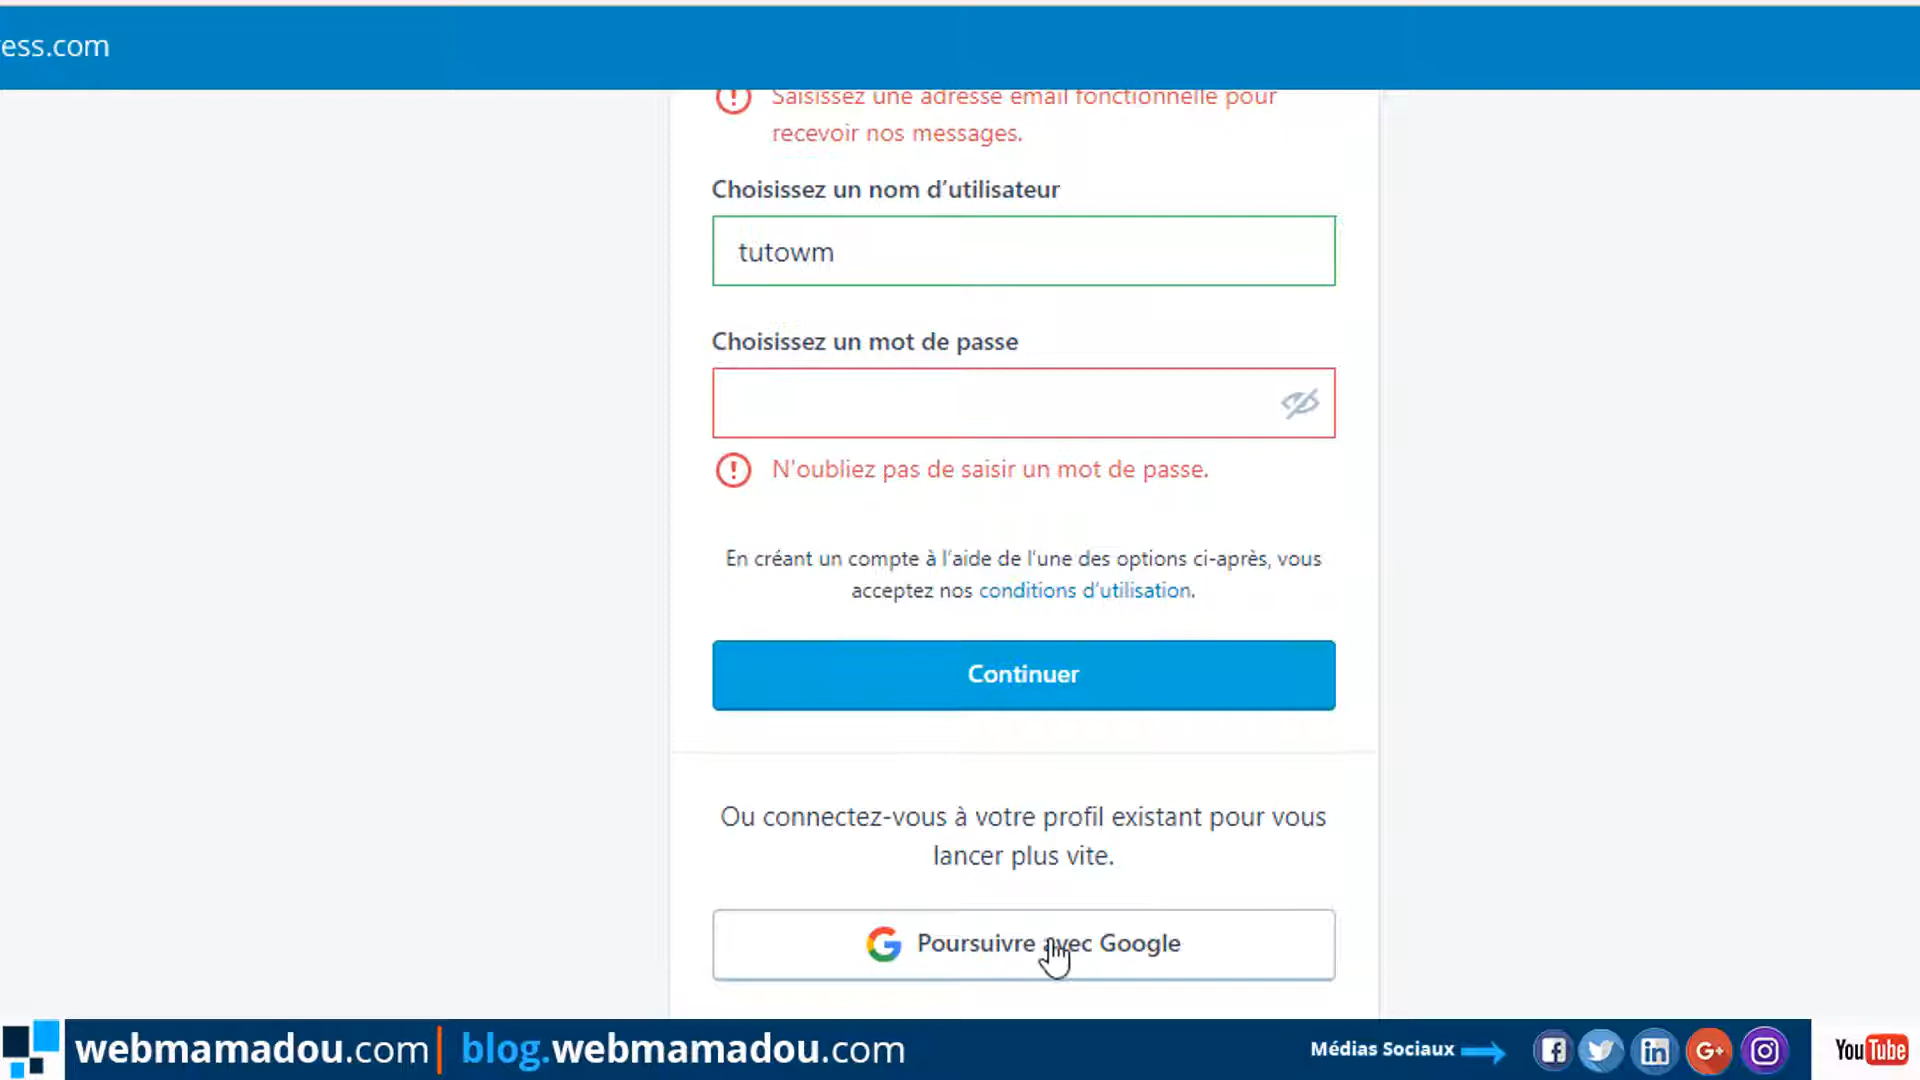 ess.com
Saisissez une adresse email fonctionnelle pour
recevoir nos messages.
Choisissez un nom d’utilisateur
tutowm
Choisissez un mot de passe
N'oubliez pas de saisir un mot de passe.
En créant un compte à l’aide de l’une des options ci-après, vous
acceptez nos conditions d’utilisation.
Continuer
Ou connectez-vous à votre profil existant pour vous
lancer plus vite.
Poursuivre avec Google
webmamadou.com| blog.webmamadou.com
Médias Sociaux
YouTube